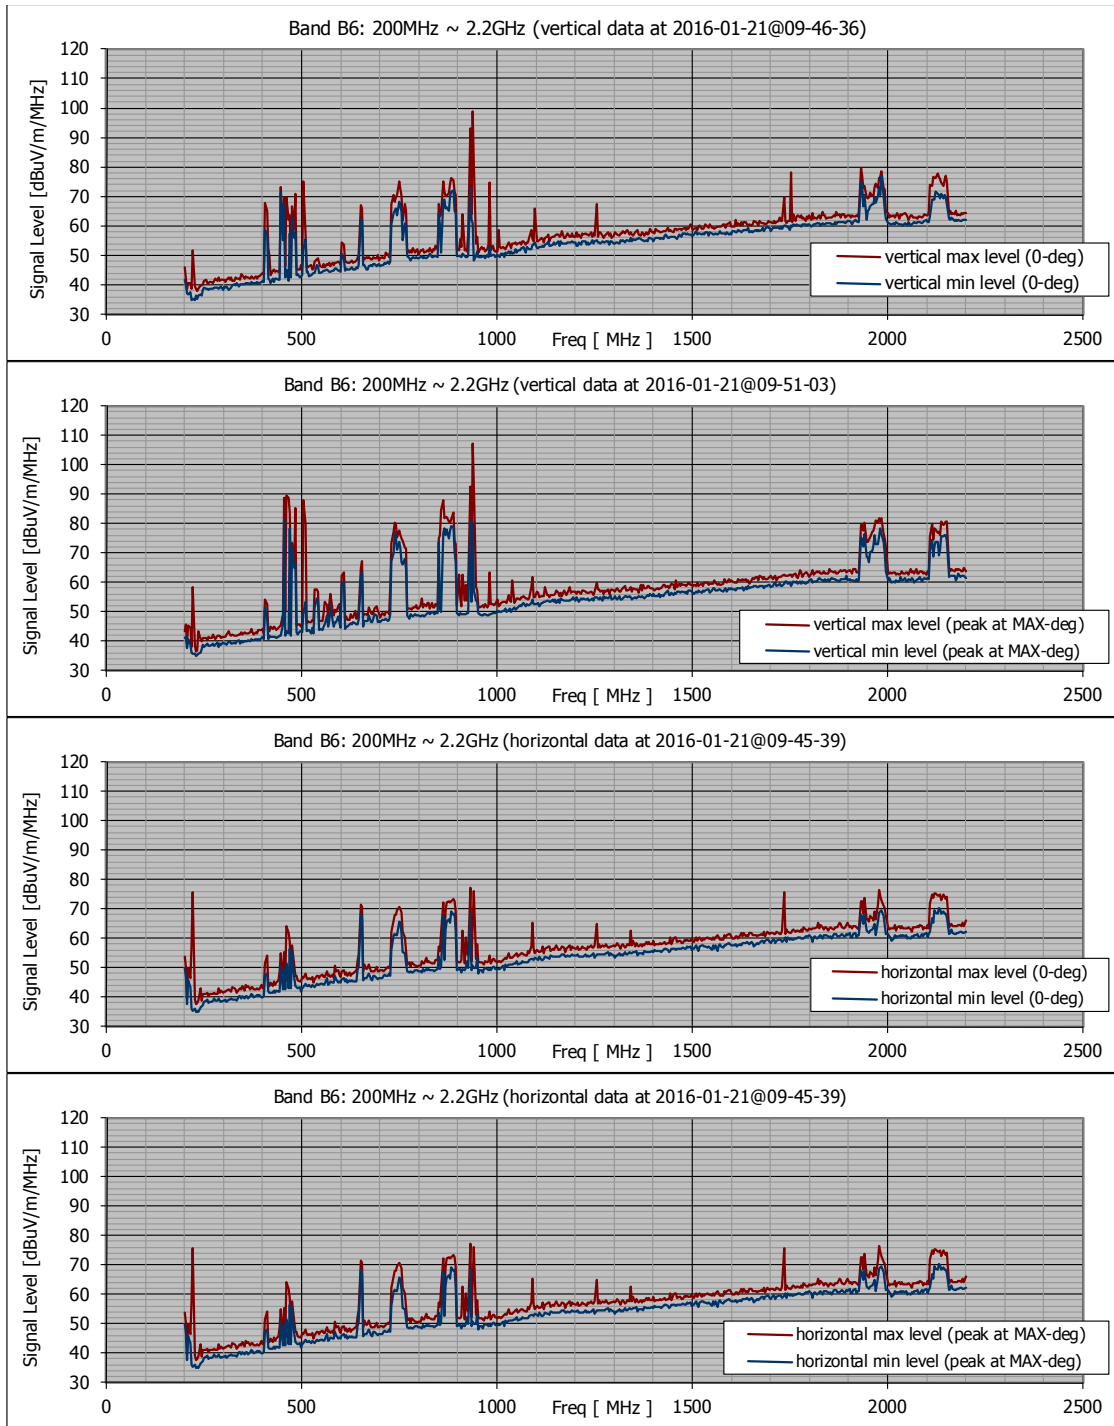 Band B6: 200MHz ~ 2.2GHz (vertical data at 2016-01-21@09-46-36)
Signal Level [dBuV/m/MHz]
120
110
100
90
80
70
60
50
40
30
vertical max level (0-deg)
vertical min level (0-deg)
0 500 1000 1500 2000 2500
Freq [ MHz ]
Band B6: 200MHz ~ 2.2GHz (vertical data at 2016-01-21@09-51-03)
Signal Level [dBuV/m/MHz]
120
110
100
90
80
70
60
50
40
30
vertical max level (peak at MAX-deg)
vertical min level (peak at MAX-deg)
0 500 1000 1500 2000 2500
Freq [ MHz ]
Band B6: 200MHz ~ 2.2GHz (horizontal data at 2016-01-21@09-45-39)
Signal Level [dBuV/m/MHz]
120
110
100
90
80
70
60
50
40
30
horizontal max level (0-deg)
horizontal min level (0-deg)
0 500 1000 1500 2000 2500
Freq [ MHz ]
Band B6: 200MHz ~ 2.2GHz (horizontal data at 2016-01-21@09-45-39)
Signal Level [dBuV/m/MHz]
120
110
100
90
80
70
60
50
40
30
horizontal max level (peak at MAX-deg)
horizontal min level (peak at MAX-deg)
0 500 1000 1500 2000 2500
Freq [ MHz ]